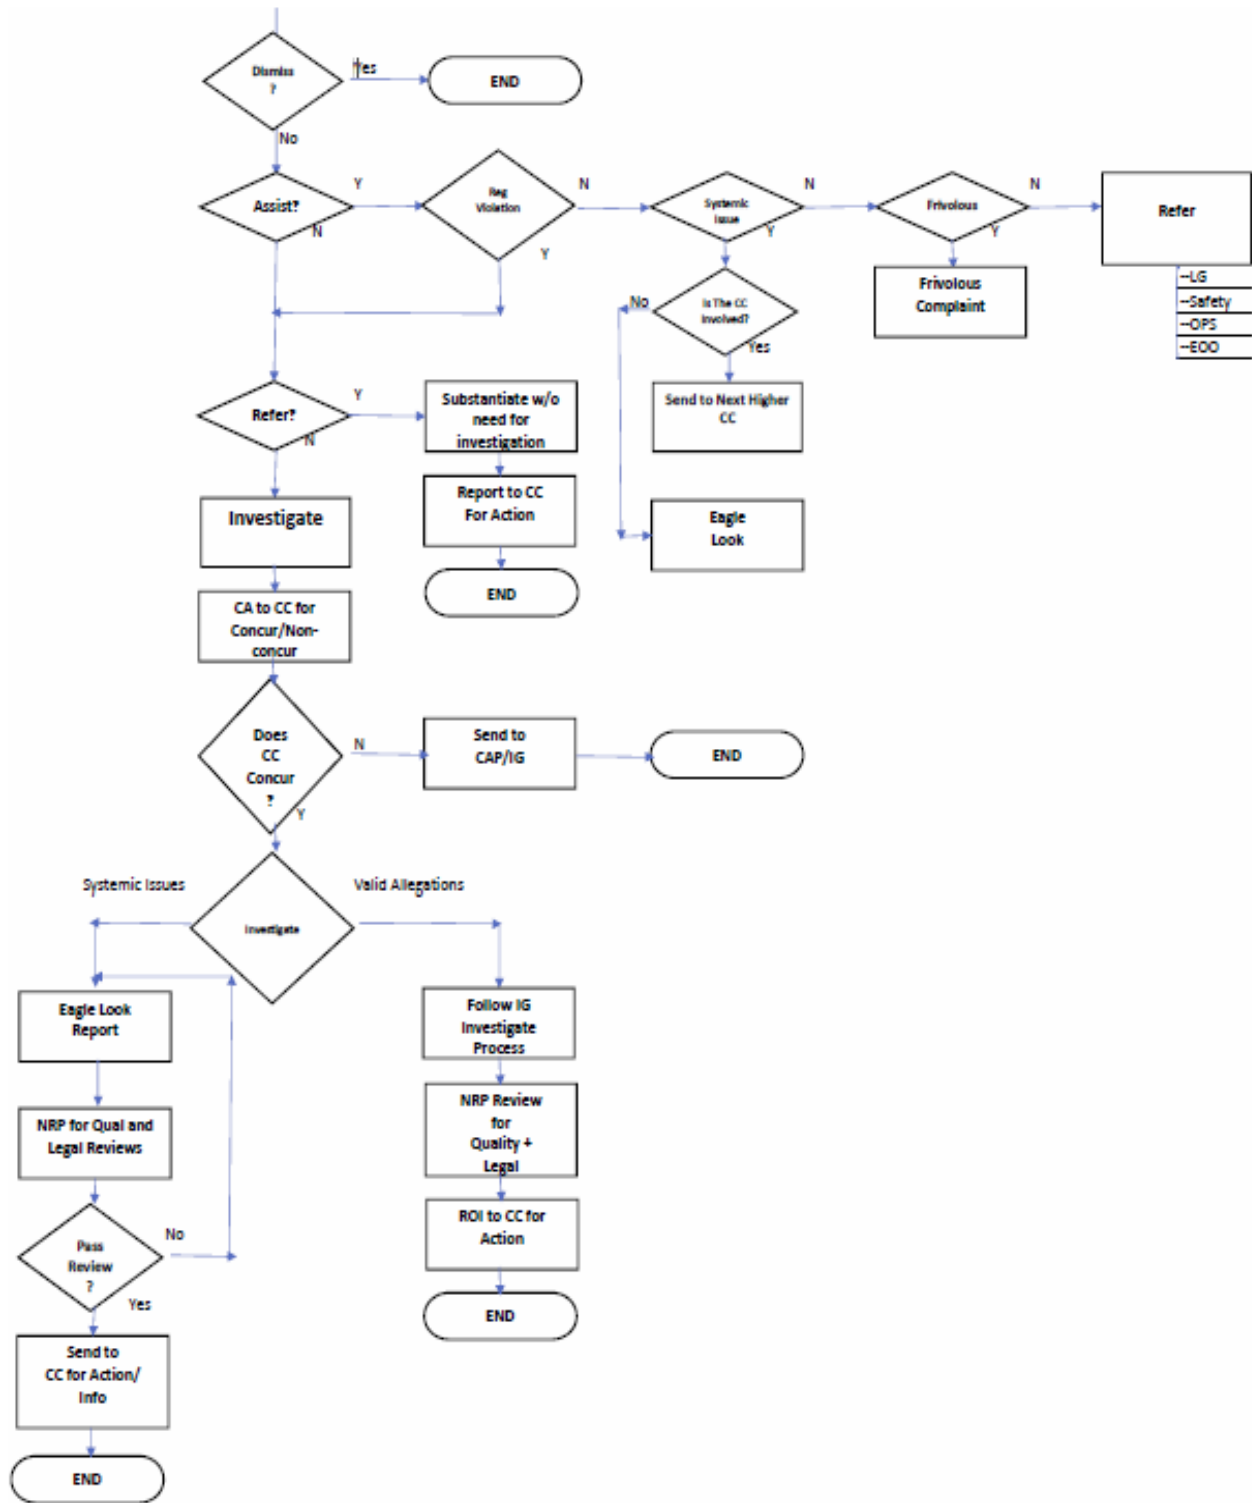 Dismiss
?
Yes
END
No
Assist?
Y
N
Reg
Violation
N
Y
Systemic
Issue
N
Y
Frivolous
N
Y
Refer
--LG
--Safety
--OPS
--EOO
Frivolous
Complaint
Is The CC
Involved?
No
Yes
Send to Next Higher
CC
Eagle
Look
Refer?
Y
N
Substantiate w/o
need for
investigation
Report to CC
For Action
END
Investigate
CA to CC for
Concur/Non-
concur
Does
CC
Concur
?
N
Y
Send to
CAP/IG
END
Systemic Issues
Valid Allegations
Investigate
Eagle Look
Report
NRP for Qual and
Legal Reviews
Pass
Review
?
No
Yes
Send to
CC for Action/
Info
END
Follow IG
Investigate
Process
NRP Review
for
Quality +
Legal
ROI to CC for
Action
END